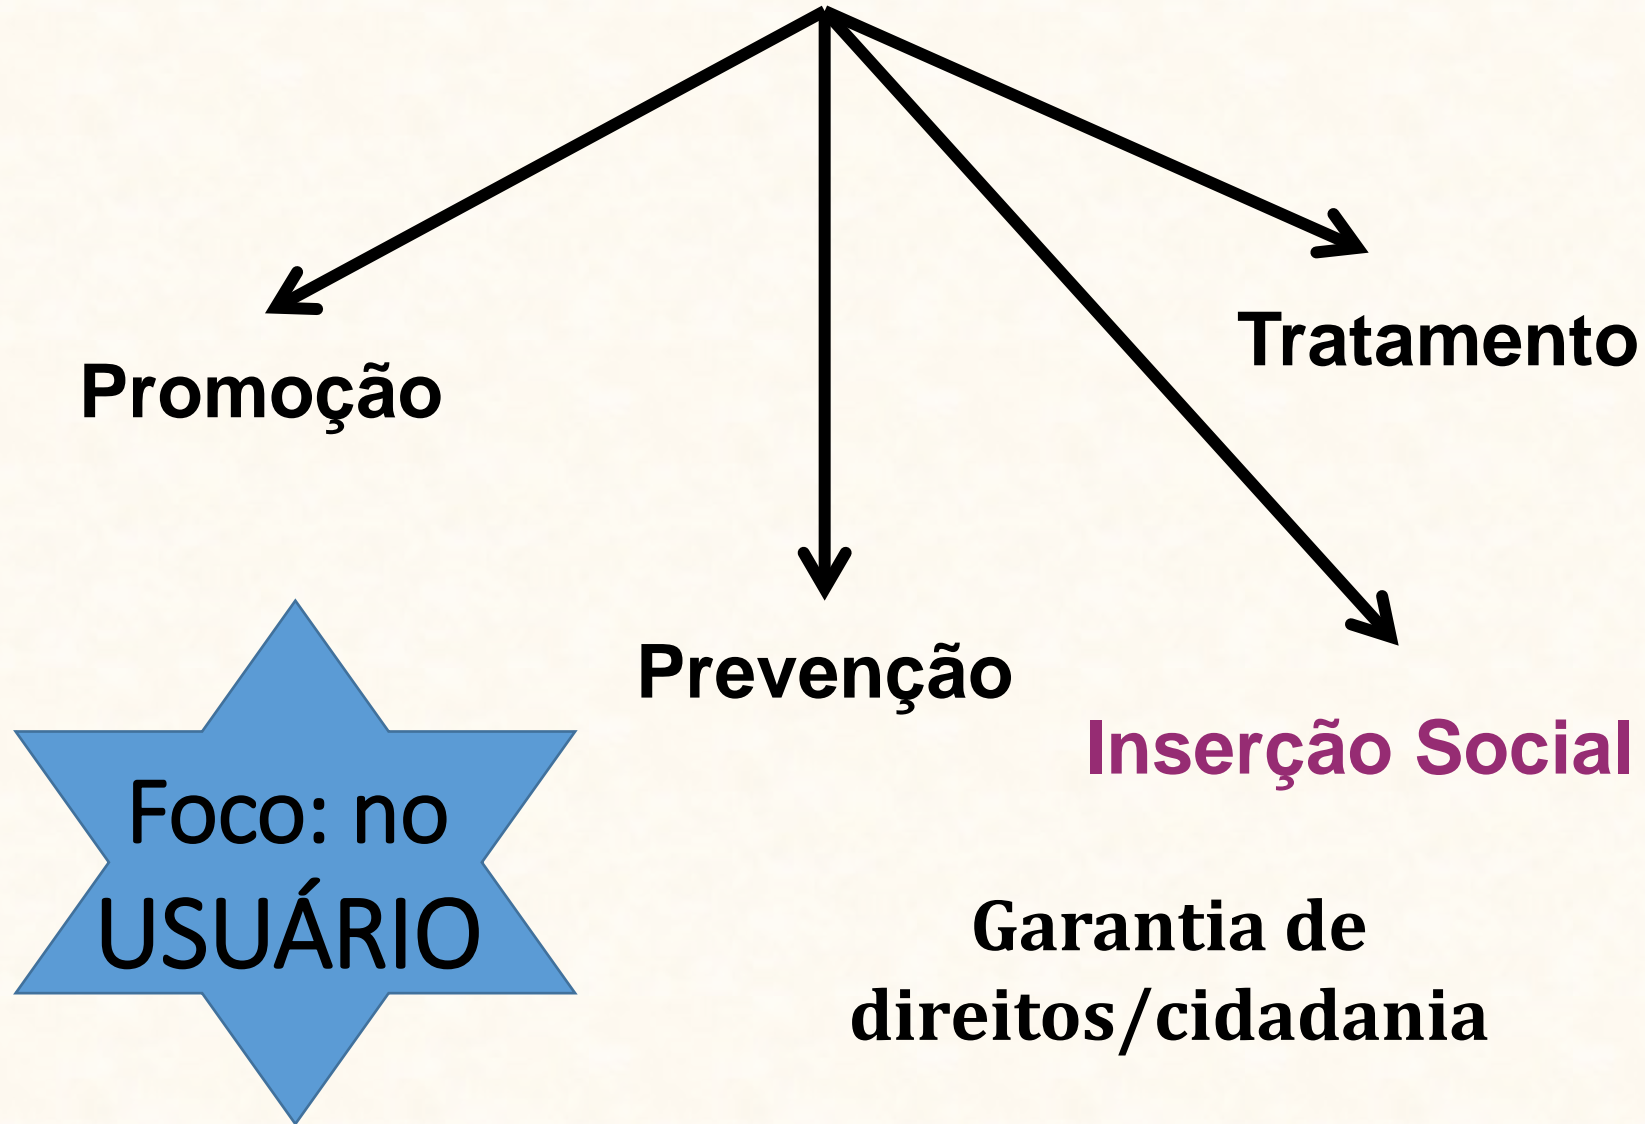 Tratamento
Promoção
Prevenção
Inserção Social
Foco: no
USUÁRIO
Garantia de
direitos/cidadania